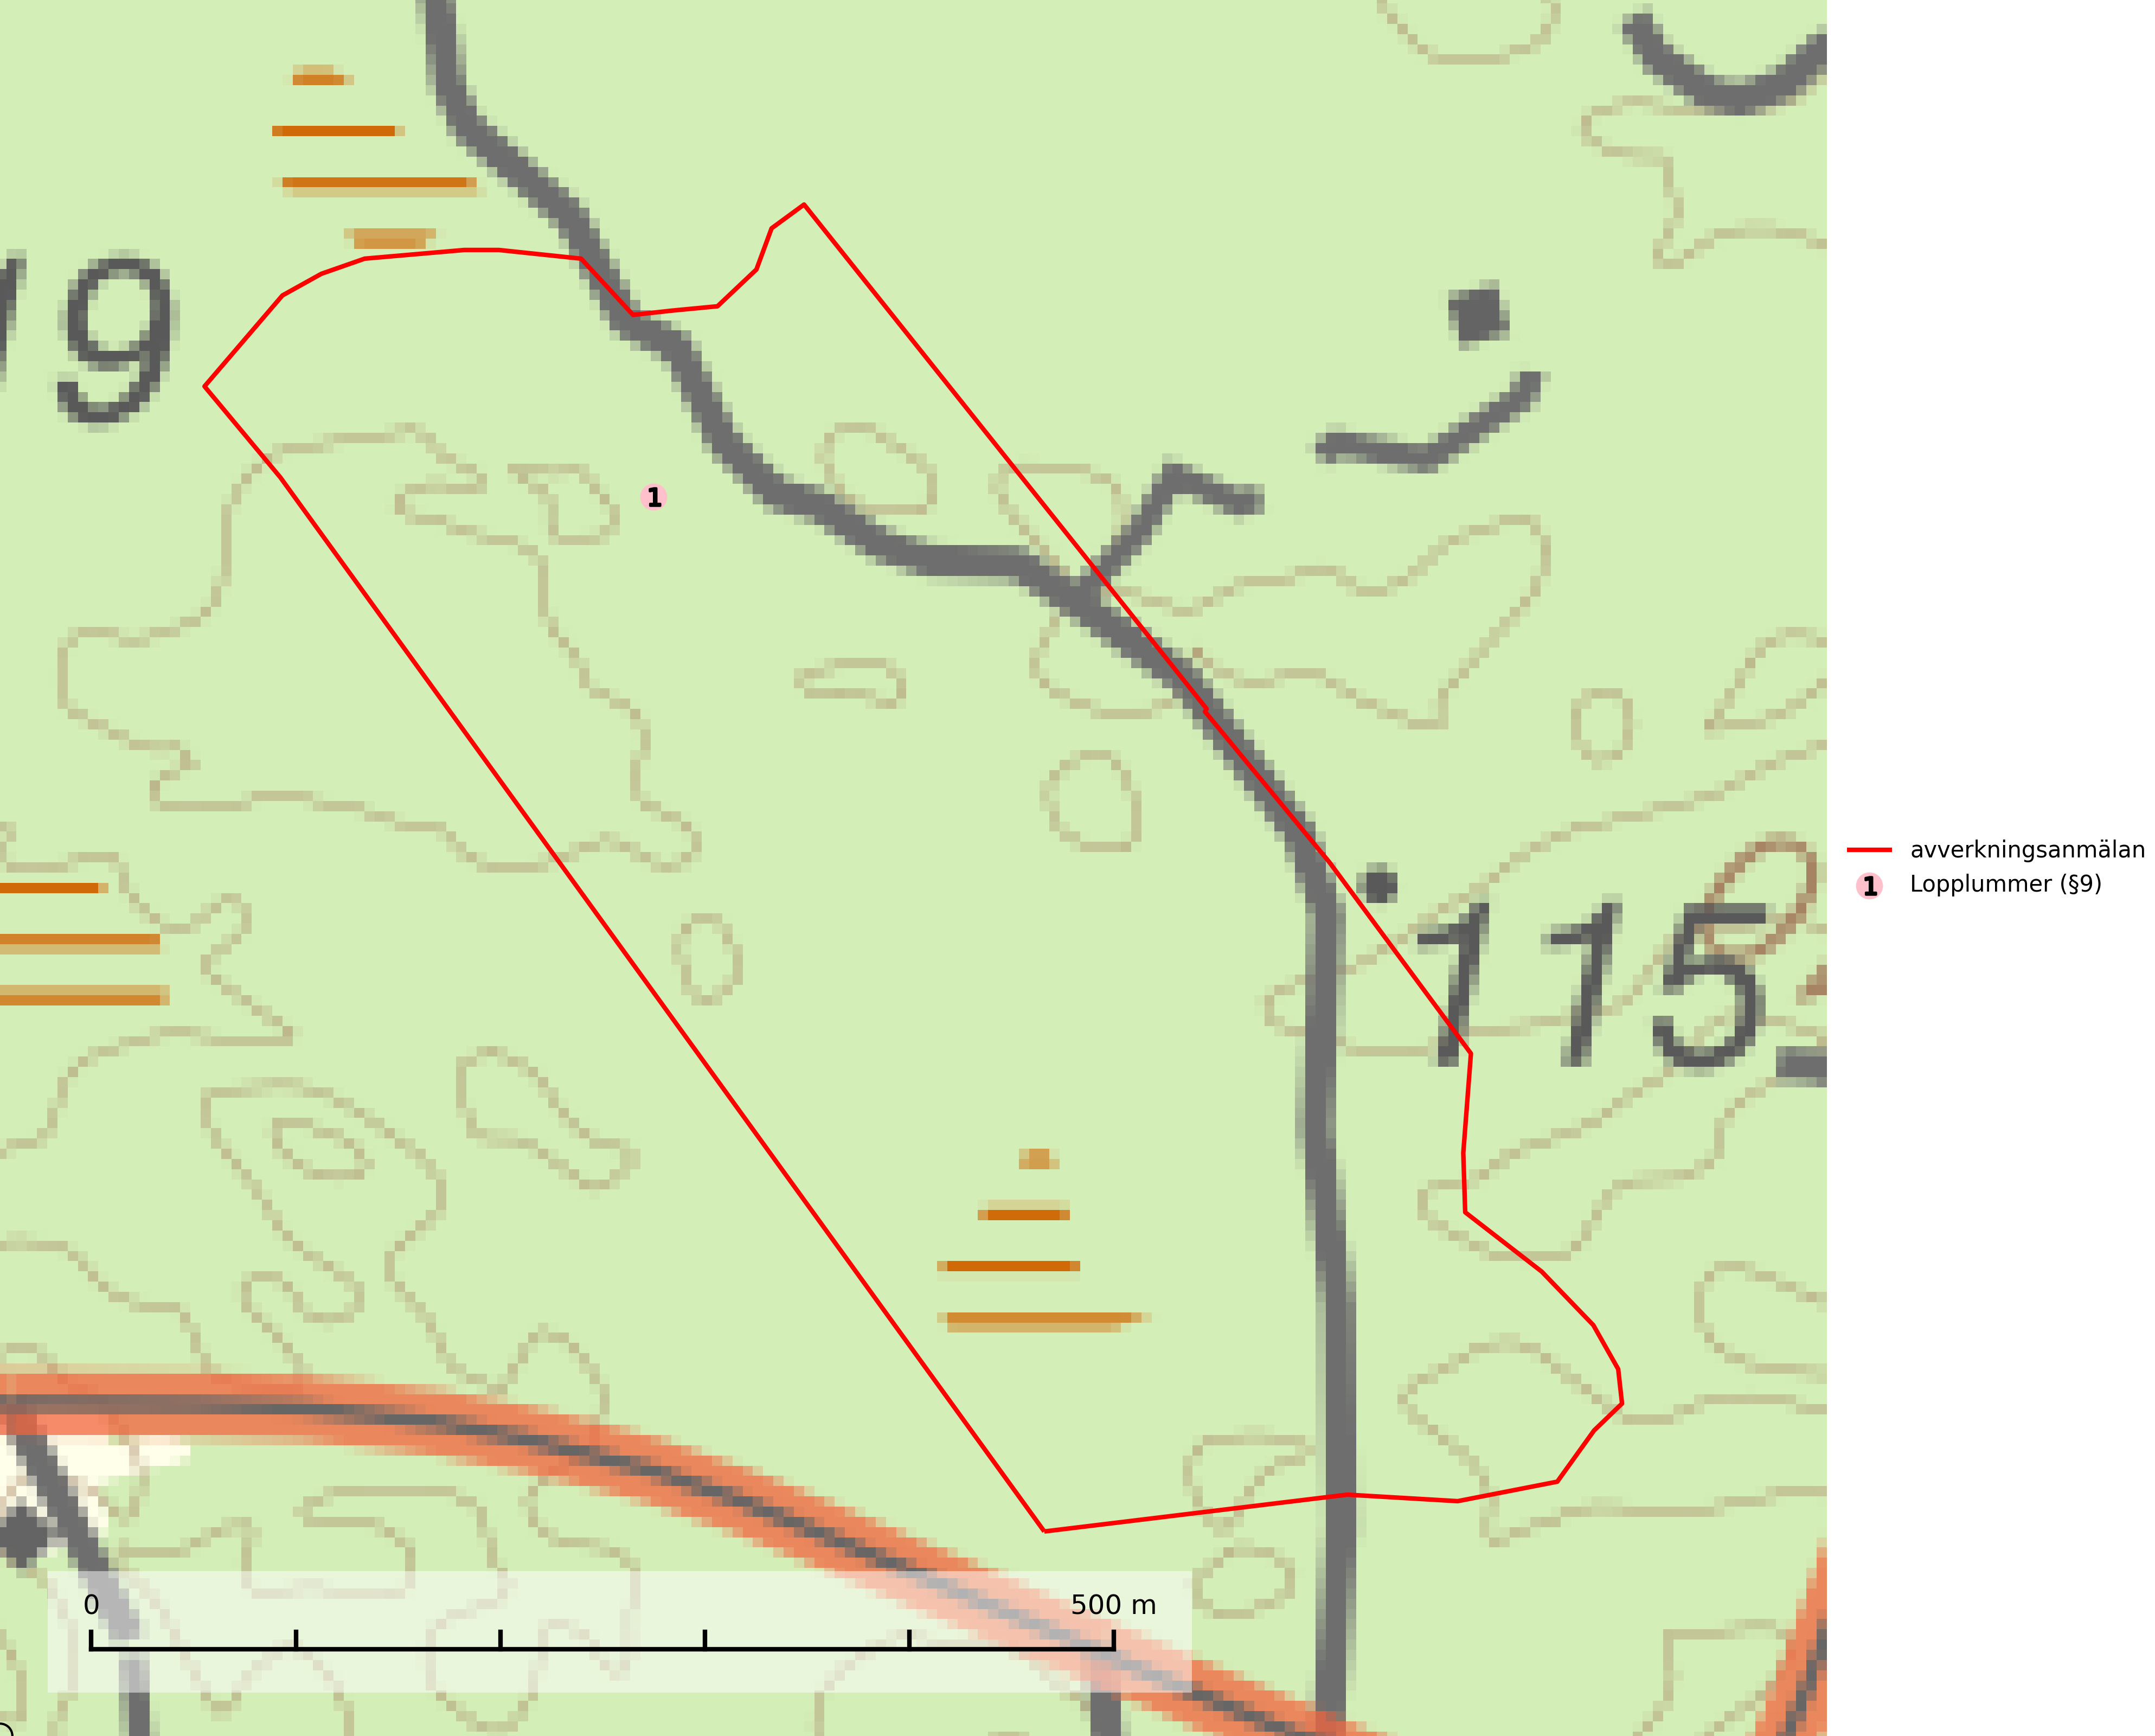 19
1
115
avverkningsanmälan
1 Lopplummer (§9)
0 500 m